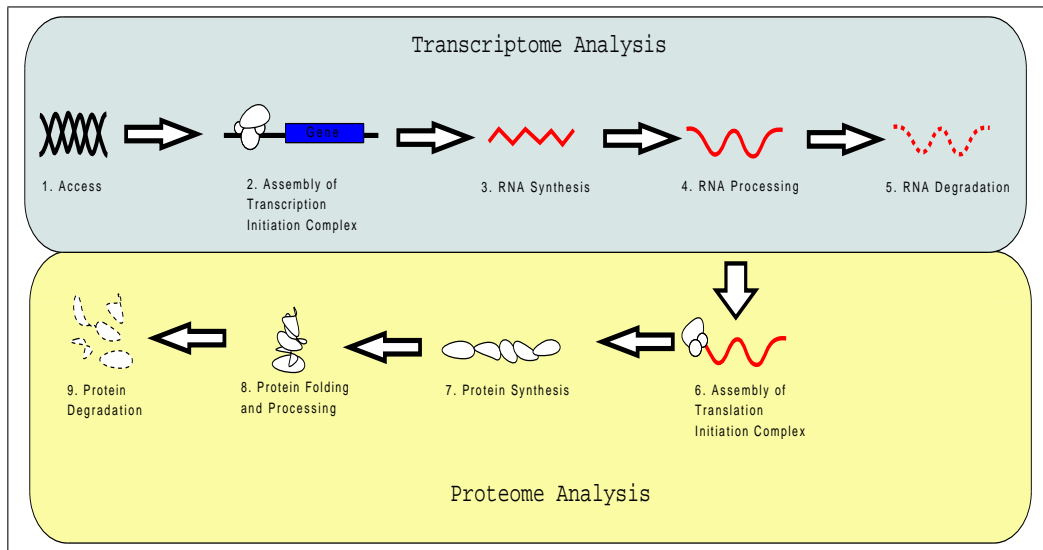 Transcriptome Analysis
Gene
1. Access
2. Assembly of
Transcription
Initiation Complex
3. RNA Synthesis
4. RNA Processing
5. RNA Degradation
9. Protein
Degradation
8. Protein Folding
and Processing
7. Protein Synthesis
6. Assembly of
Translation
Initiation Complex
Proteome Analysis